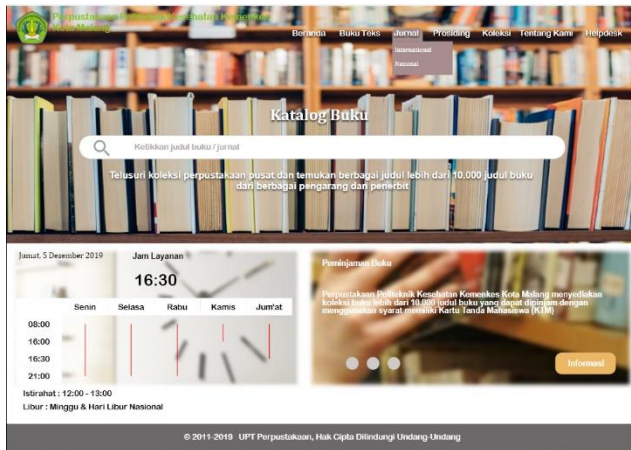 Perpustakaan Politeknik Kesehatan Kemenkes
Kota Malang
Beranda Buku Teks Jurnal Prosiding Koleksi Tentang Kami Helpdesk
Internasional
Nasional
Katalog Buku
Ketikkan judul buku / jurnal
Telusuri koleksi perpustakaan pusat dan temukan berbagai judul lebih dari 10.000 judul buku
dari berbagai pengarang dan penerbit
Jumat, 5 Desember 2019
Jam Layanan
16:30
Senin Selasa Rabu Kamis Jum'at
08:00
16:00
16:30
21:00
Istirahat : 12:00 - 13:00
Libur : Minggu & Hari Libur Nasional
Peminjaman Buku
Perpustakaan Politeknik Kesehatan Kemenkes Kota Malang menyediakan
koleksi buku lebih dari 10.000 judul buku yang dapat dipinjam dengan
menggunakan syarat memiliki Kartu Tanda Mahasiswa (KTM)
Informasi
© 2011-2019 UPT Perpustakaan, Hak Cipta Dilindungi Undang-Undang